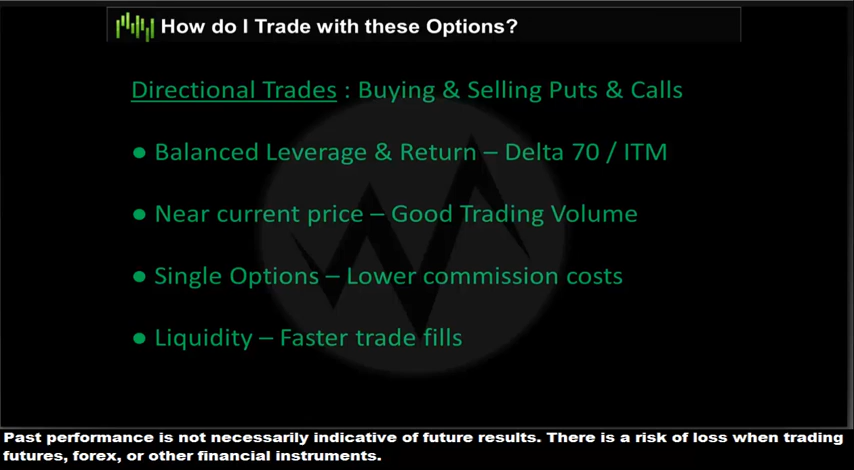 How do I Trade with these Options?
Directional Trades : Buying & Selling Puts & Calls
● Balanced Leverage & Return – Delta 70 / ITM
● Near current price – Good Trading Volume
● Single Options – Lower commission costs
● Liquidity – Faster trade fills
Past performance is not necessarily indicative of future results. There is a risk of loss when trading
futures, forex, or other financial instruments.